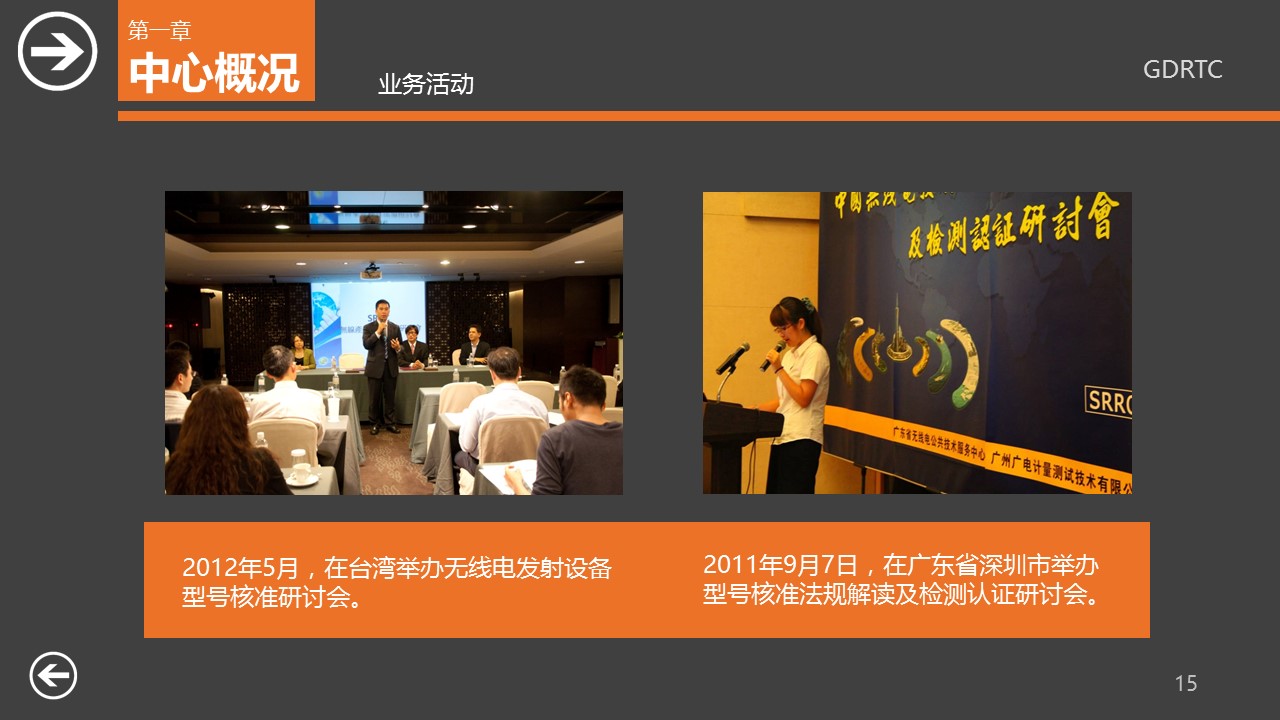 第一章
中心概况
业务活动
GDRTC
中國無线电技
及檢測認証研討會
SRRC
广东省无线电公共技术服务中心 广州广电计量测试技术有限公
2012年5月，在台湾举办无线电发射设备
型号核准研讨会。
2011年9月7日，在广东省深圳市举办
型号核准法规解读及检测认证研讨会。
15